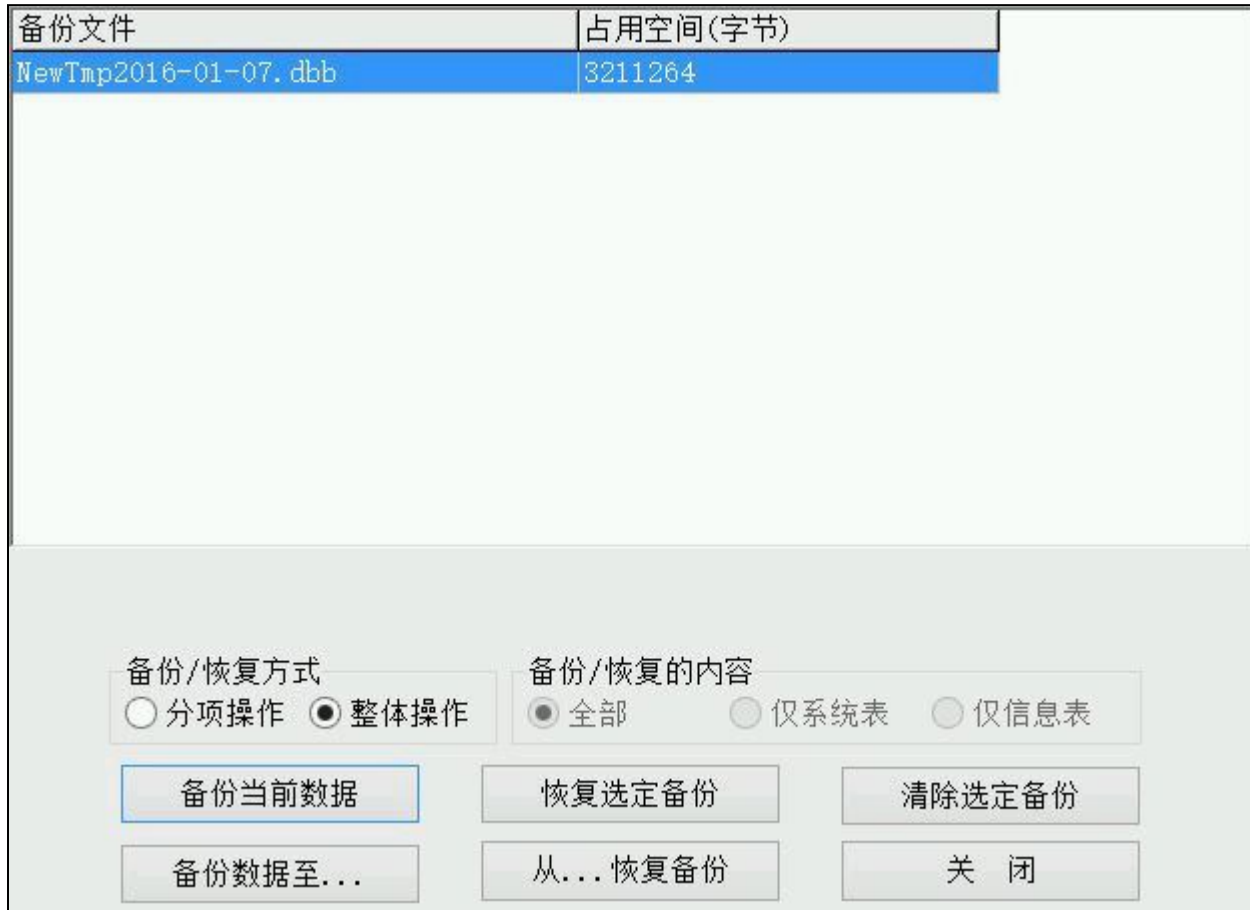 备份文件 占用空间(字节)
NewTmp2016-01-07.dbb 3211264
备份/恢复方式 备份/恢复的内容
分项操作 整体操作 全部 仅系统表 仅信息表
备份当前数据 恢复选定备份 清除选定备份
备份数据至... 从...恢复备份 关 闭